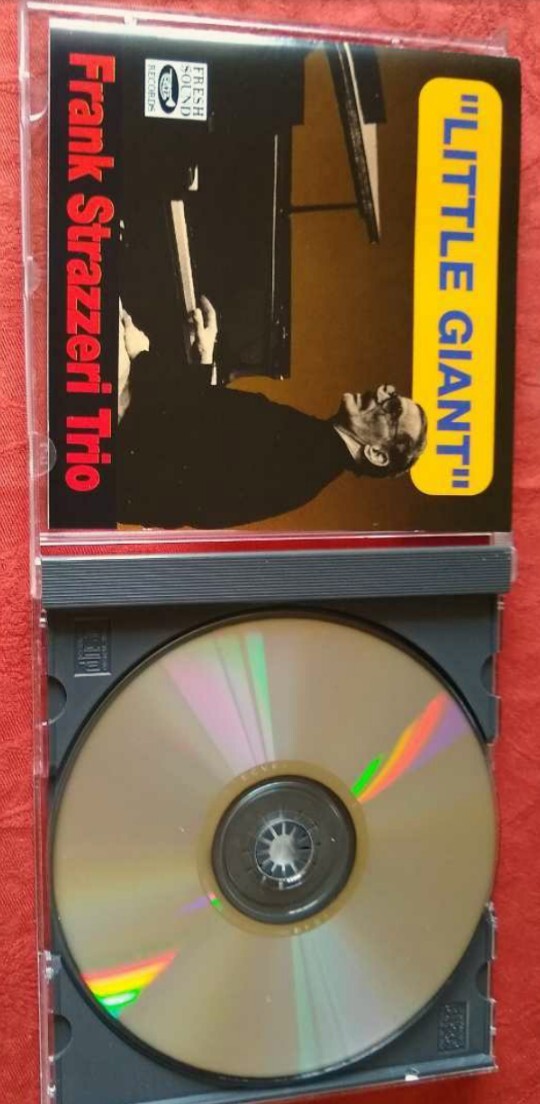 "LITTLE GIANT"
FRESH
SOUND
RECORDS
Frank Strazzeri Trio